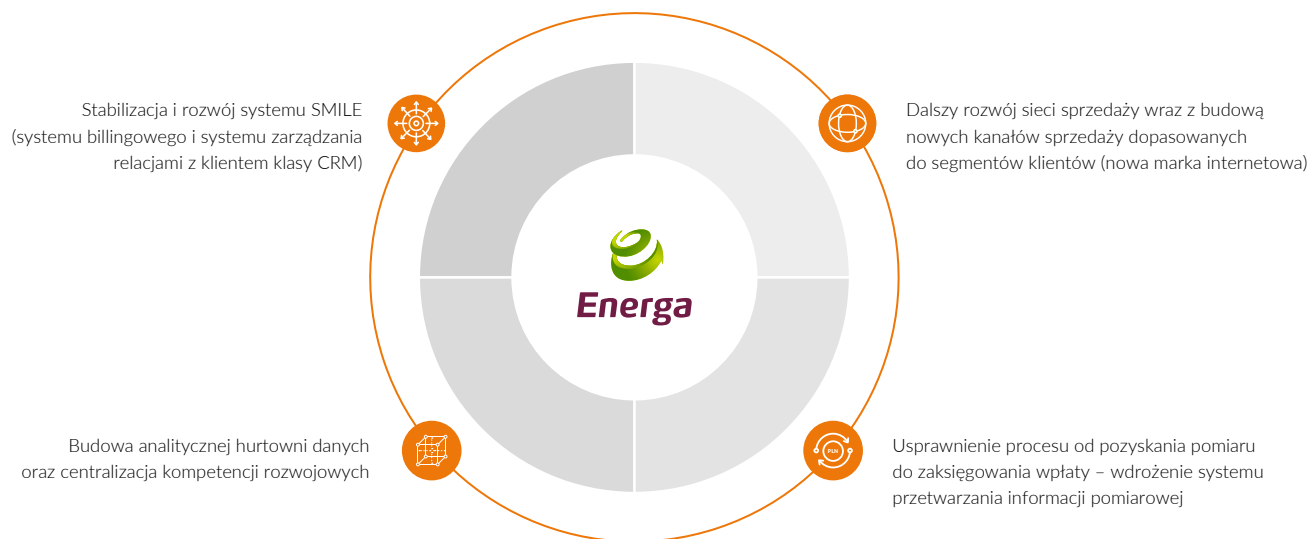 Stabilizacja i rozwój systemu SMILE
(systemu billingowego i systemu zarządzania
relacjami z klientem klasy CRM)
Dalszy rozwój sieci sprzedaży wraz z budową
nowych kanałów sprzedaży dopasowanych
do segmentów klientów (nowa marka internetowa)
Energa
Budowa analitycznej hurtowni danych
oraz centralizacja kompetencji rozwojowych
PLN
Usprawnienie procesu od pozyskania pomiaru
do zaksięgowania wpłaty – wdrożenie systemu
przetwarzania informacji pomiarowej